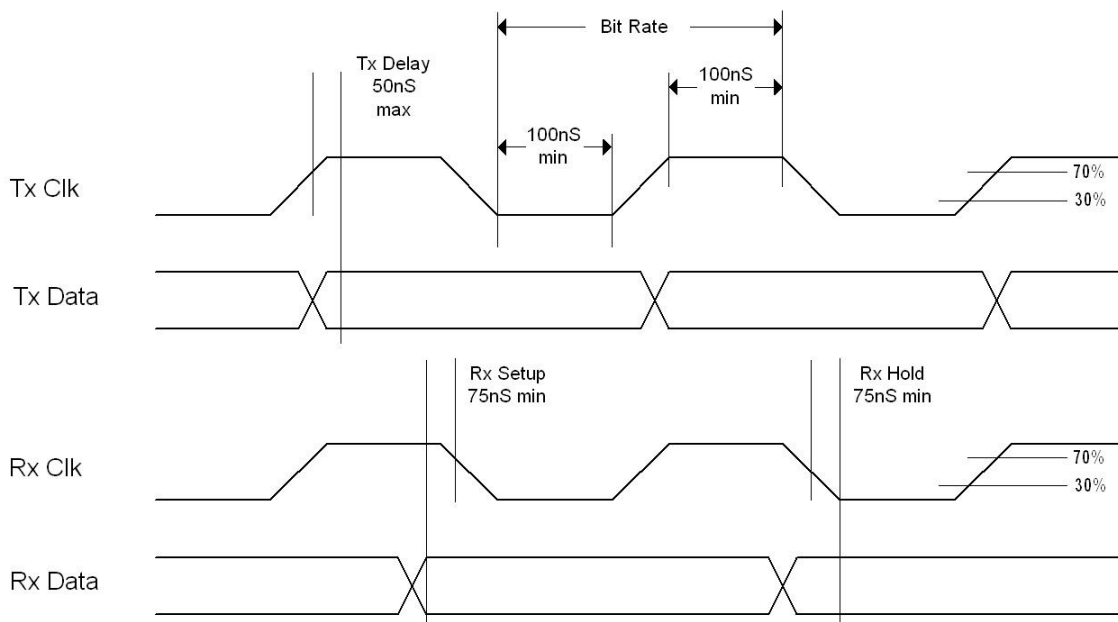 Bit Rate
Tx Delay
50nS
max
100nS
min
100nS
min
Tx Clk
70%
30%
Tx Data
Rx Setup
75nS min
Rx Hold
75nS min
Rx Clk
70%
30%
Rx Data